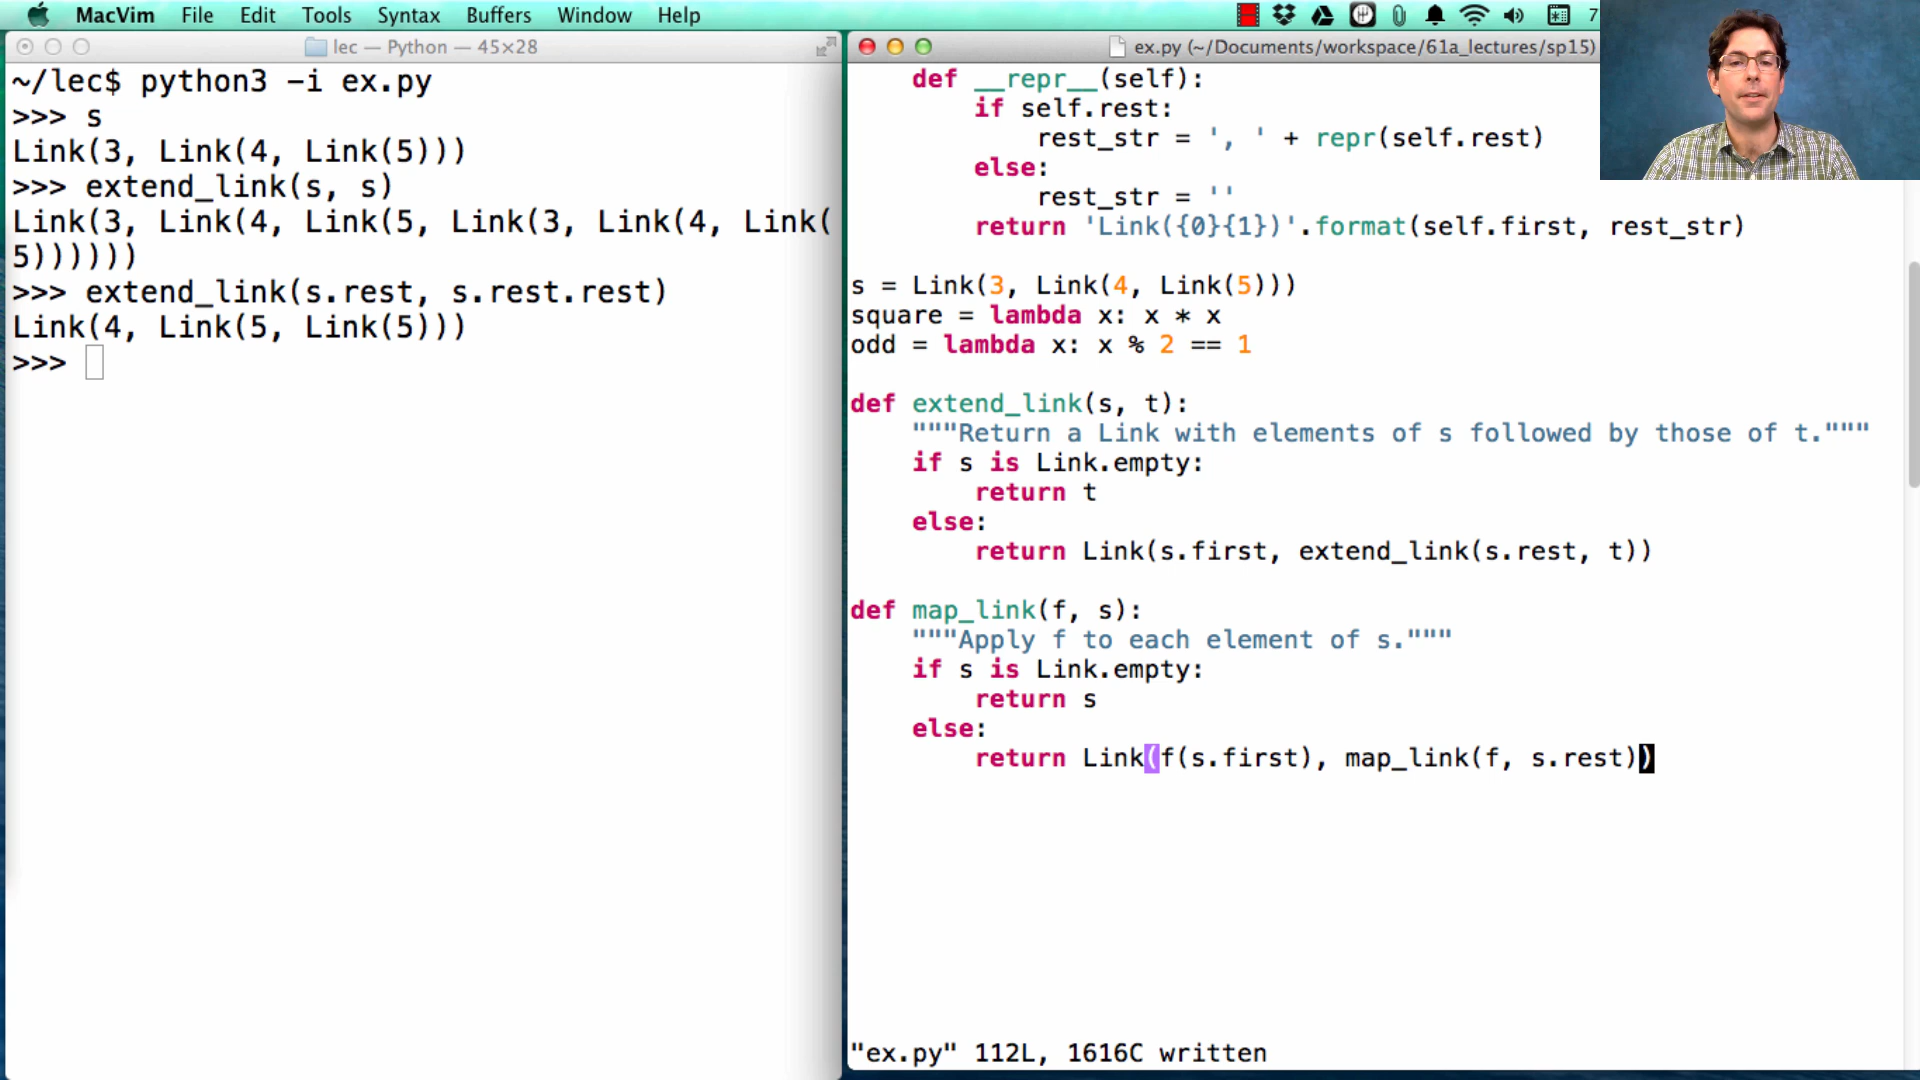 MacVim File Edit Tools Syntax Buffers Window Help 7
lec — Python — 45×28
~/lec$ python3 -i ex.py
>>> s
Link(3, Link(4, Link(5)))
>>> extend_link(s, s)
Link(3, Link(4, Link(5, Link(3, Link(4, Link(
5))))))
>>> extend_link(s.rest, s.rest.rest)
Link(4, Link(5, Link(5)))
>>>
ex.py (~/Documents/workspace/61a_lectures/sp15)
    def __repr__(self):
        if self.rest:
            rest_str = ', ' + repr(self.rest)
        else:
            rest_str = ''
        return 'Link({0}{1})'.format(self.first, rest_str)
s = Link(3, Link(4, Link(5)))
square = lambda x: x * x
odd = lambda x: x % 2 == 1
def extend_link(s, t):
    """Return a Link with elements of s followed by those of t."""
    if s is Link.empty:
        return t
    else:
        return Link(s.first, extend_link(s.rest, t))
def map_link(f, s):
    """Apply f to each element of s."""
    if s is Link.empty:
        return s
    else:
        return Link(f(s.first), map_link(f, s.rest))
"ex.py" 112L, 1616C written